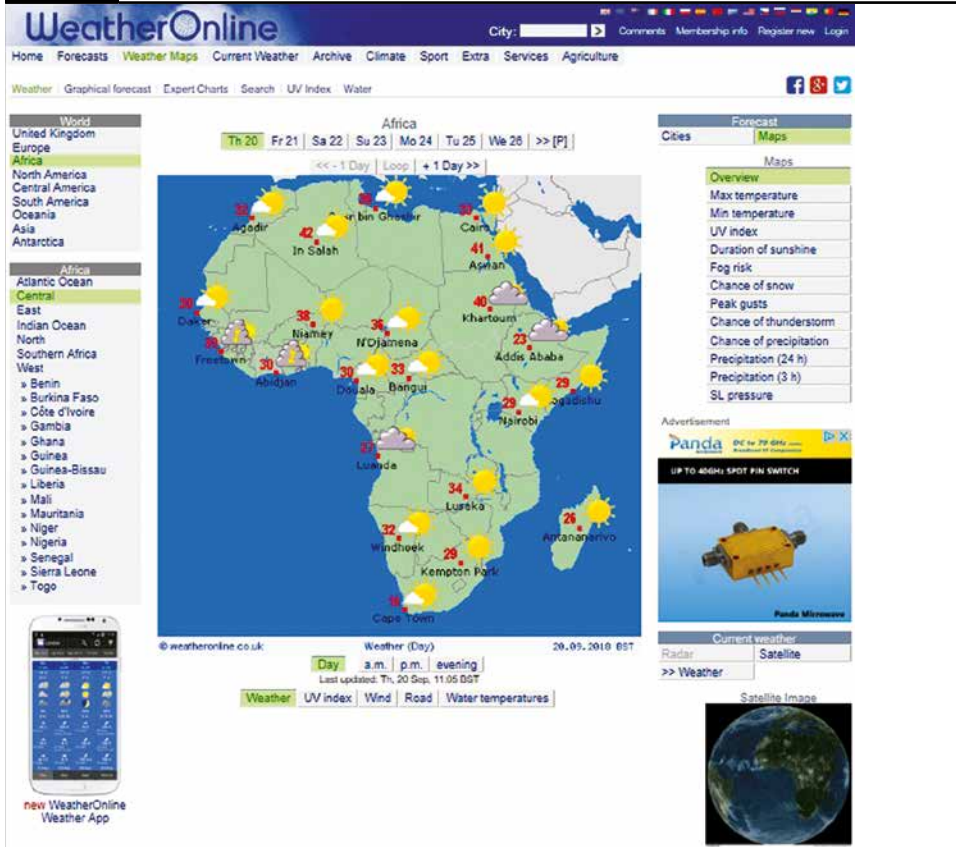 WeatherOnline
City:
Comments Membership info Register new Login
Home Forecasts Weather Maps Current Weather Archive Climate Sport Extra Services Agriculture
Weather Graphical forecast Expert Charts Search UV Index Water
World
United Kingdom
Europe
Africa
North America
Central America
South America
Oceania
Asia
Antarctica
Africa
Atlantic Ocean
Central
East
Indian Ocean
North
Southern Africa
West
» Benin
» Burkina Faso
» Côte d'Ivoire
» Gambia
» Ghana
» Guinea
» Guinea-Bissau
» Liberia
» Mali
» Mauritania
» Niger
» Nigeria
» Senegal
» Sierra Leone
» Togo
new WeatherOnline
Weather App
Africa
Th 20 Fr 21 Sa 22 Su 23 Mo 24 Tu 25 We 26 >> [P]
<< - 1 Day Loop + 1 Day >>
Agadir
bin Ghashir
Cairo
42
In Salah
41
Aswan
Dakar
38
Niamey
36
N'Djamena
40
Khartoum
23
Addis Ababa
Freetown
30
Abidjan
30
Douala
33
Bangui
29
29
Nairobi
27
Luanda
34
Lusaka
26
Antananarivo
32
Windhoek
29
Kempton Park
Cape Town
© weatheronline.co.uk Weather (Day) 20.09.2018 BST
Day a.m. p.m. evening
Last updated: Th, 20 Sep, 11:05 BST
Weather UV index Wind Road Water temperatures
Forecast
Cities Maps
Maps
Overview
Max temperature
Min temperature
UV index
Duration of sunshine
Fog risk
Chance of snow
Peak gusts
Chance of thunderstorm
Chance of precipitation
Precipitation (24 h)
Precipitation (3 h)
SL pressure
Advertisement
Panda
UP TO 40GHz SPDT PIN SWITCH
Panda Microwave
Current weather
Radar Satellite
>> Weather
Satellite Image